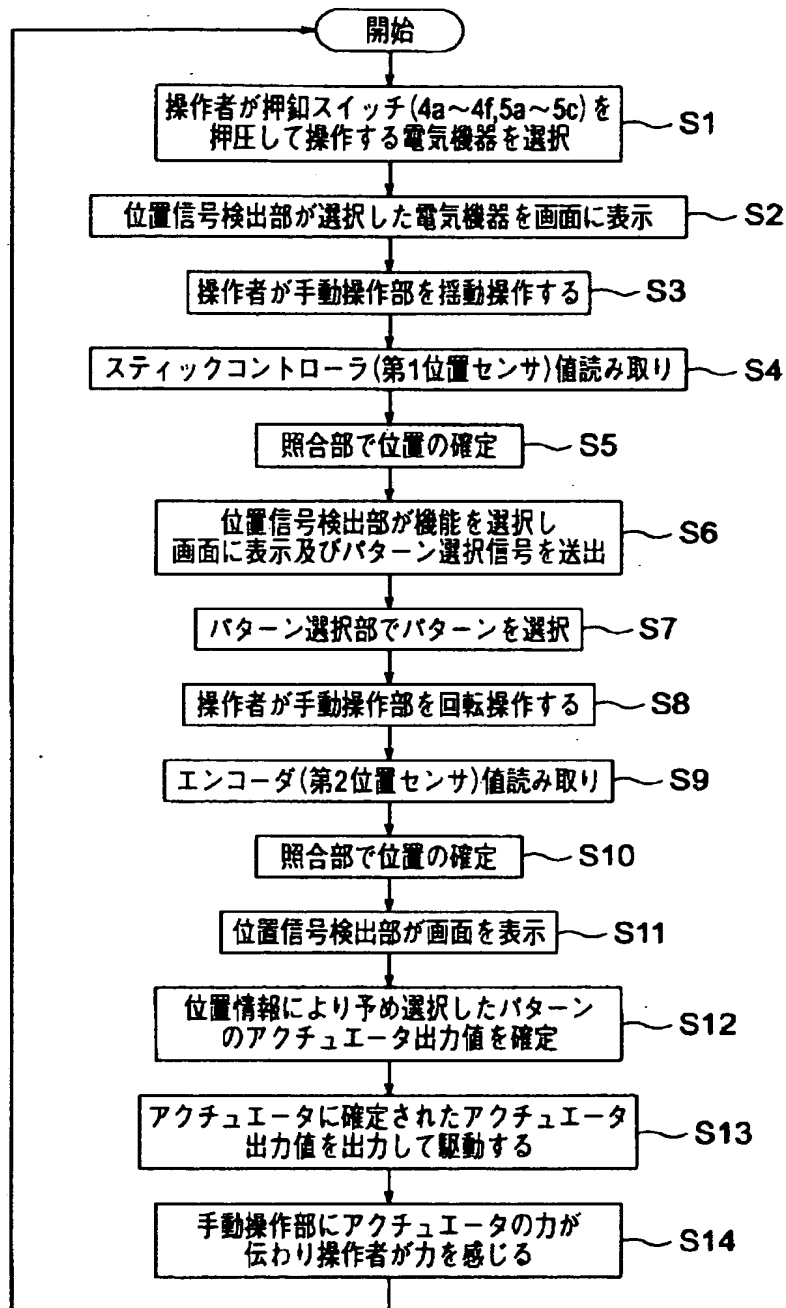 開始
操作者が押釦スイッチ(4a～4f,5a～5c)を
押圧して操作する電気機器を選択
S1
位置信号検出部が選択した電気機器を画面に表示
S2
操作者が手動操作部を揺動操作する
S3
スティックコントローラ(第1位置センサ)値読み取り
S4
照合部で位置の確定
S5
位置信号検出部が機能を選択し
画面に表示及びパターン選択信号を送出
S6
パターン選択部でパターンを選択
S7
操作者が手動操作部を回転操作する
S8
エンコーダ(第2位置センサ)値読み取り
S9
照合部で位置の確定
S10
位置信号検出部が画面を表示
S11
位置情報により予め選択したパターン
のアクチュエータ出力値を確定
S12
アクチュエータに確定されたアクチュエータ
出力値を出力して駆動する
S13
手動操作部にアクチュエータの力が
伝わり操作者が力を感じる
S14